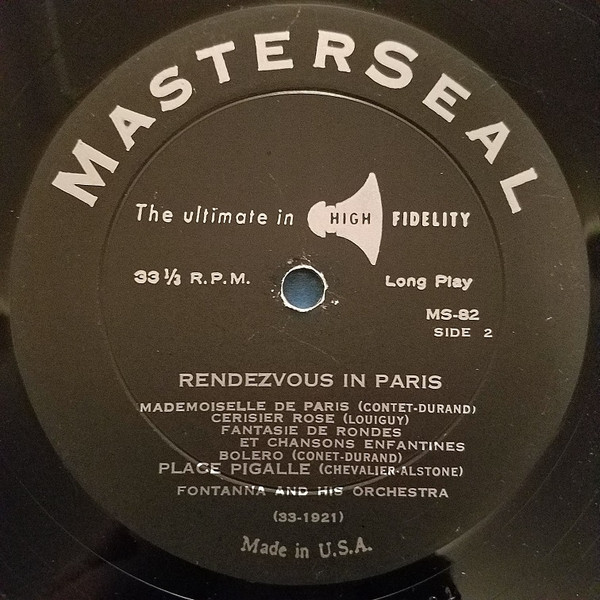 MASTERSEAL
The ultimate in HIGH FIDELITY
33⅓ R.P.M. Long Play
MS-82
SIDE 2
RENDEZVOUS IN PARIS
MADEMOISELLE DE PARIS (CONTET-DURAND)
CERISIER ROSE (LOUIGUY)
FANTASIE DE RONDES
ET CHANSONS ENFANTINES
BOLERO (CONET-DURAND)
PLACE PIGALLE (CHEVALIER-ALSTONE)
FONTANNA AND HIS ORCHESTRA
(33-1921)
Made in U.S.A.